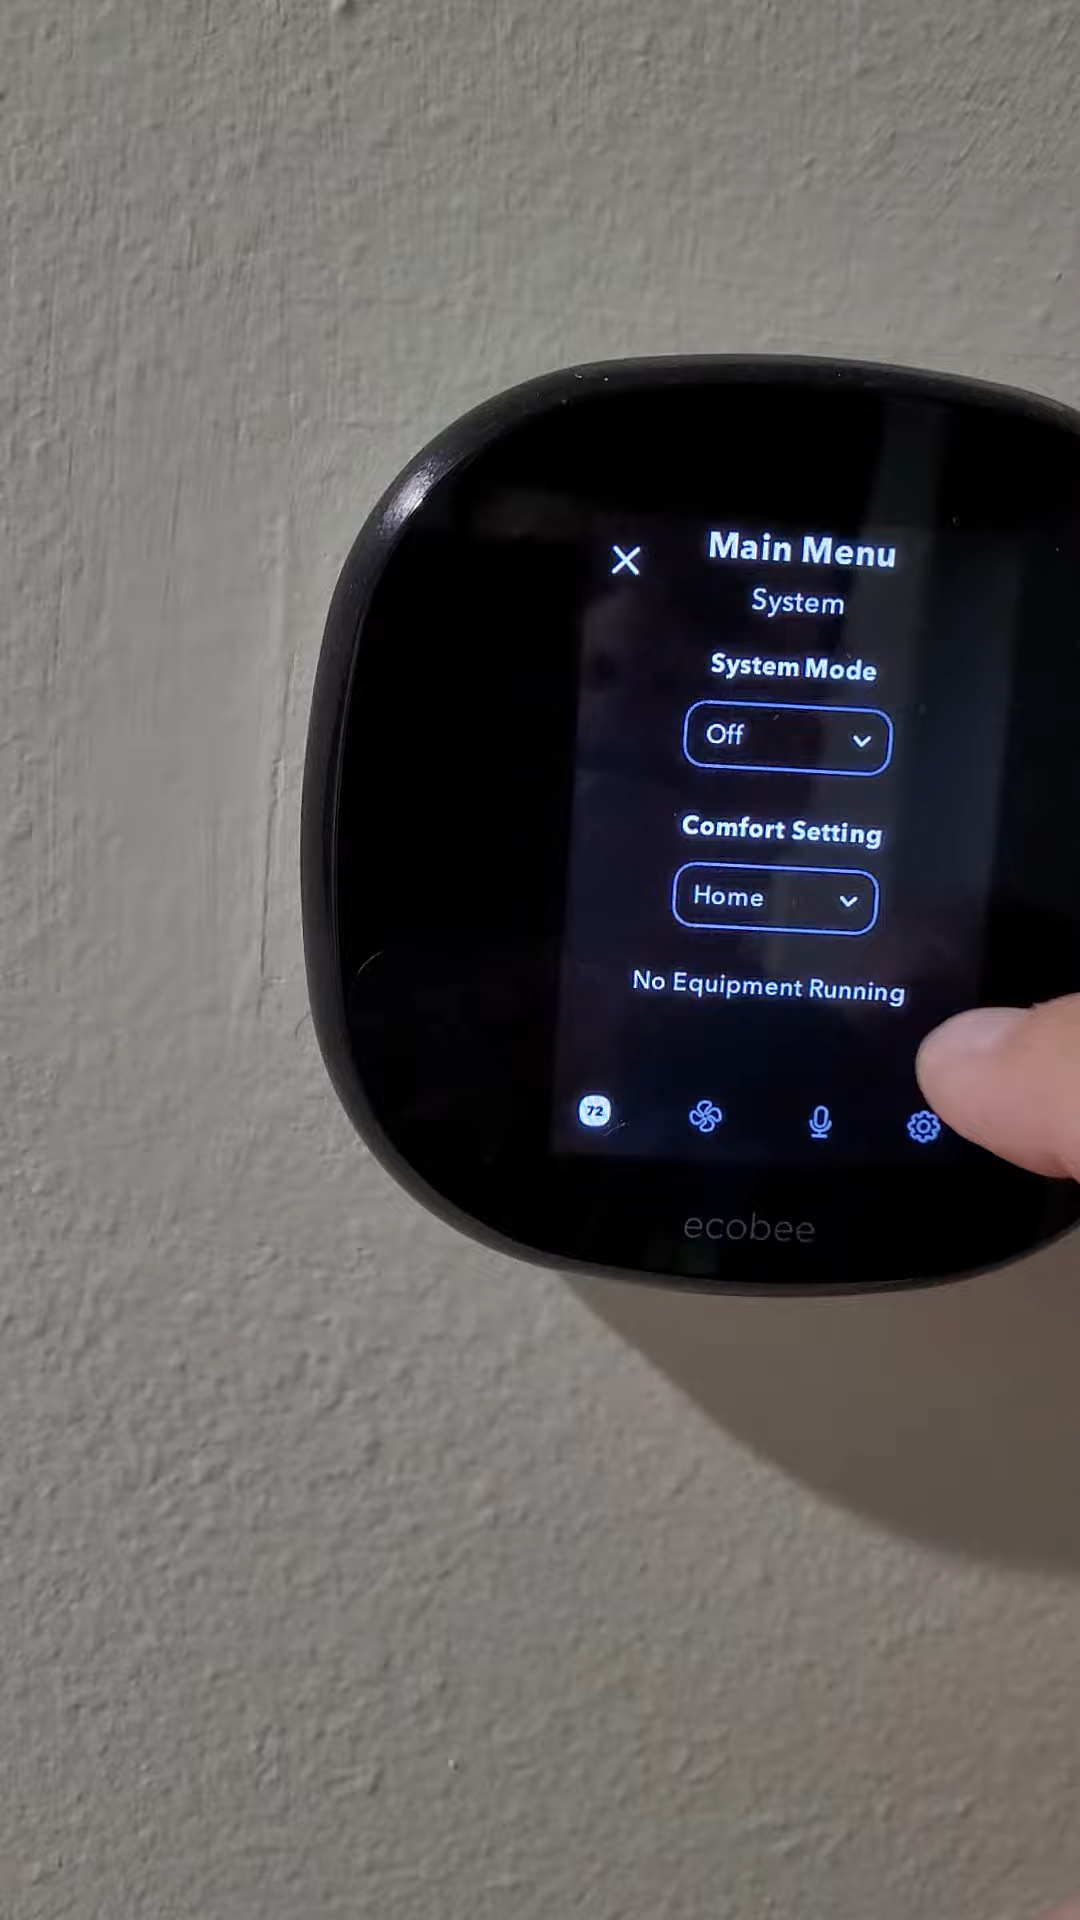 Main Menu
System
System Mode
Off
Comfort Setting
Home
No Equipment Running
72
ecobee